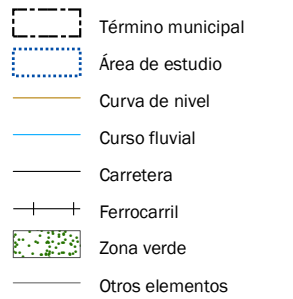 Término municipal
Área de estudio
Curva de nivel
Curso fluvial
Carretera
Ferrocarril
Zona verde
Otros elementos